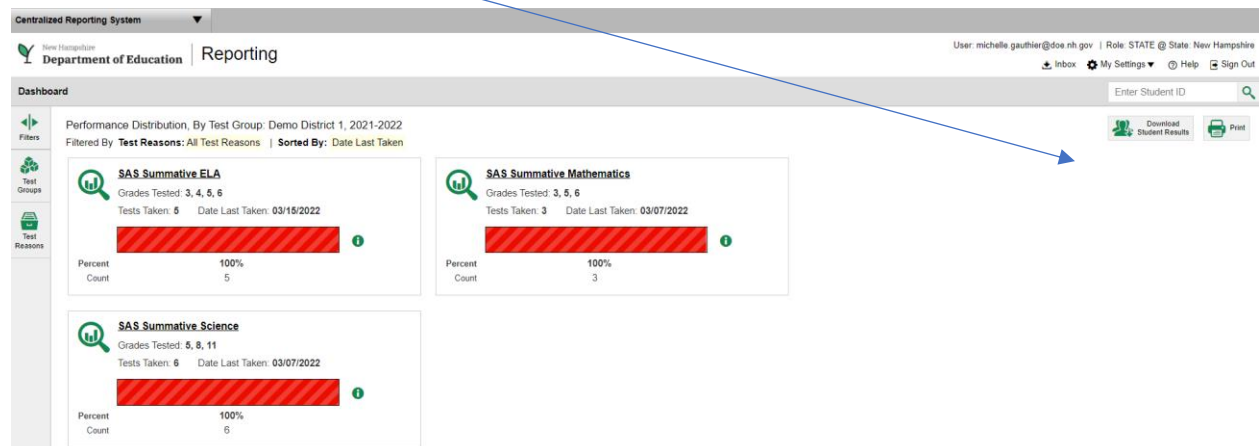 Centralized Reporting System
New Hampshire
Department of Education
Reporting
User: michelle.gauthier@doe.nh.gov | Role: STATE @ State: New Hampshire
Inbox My Settings Help Sign Out
Dashboard
Enter Student ID
Filters
Test
Groups
Test
Reasons
Performance Distribution, By Test Group: Demo District 1, 2021-2022
Filtered By Test Reasons: All Test Reasons | Sorted By: Date Last Taken
Download
Student Results
Print
SAS Summative ELA
Grades Tested: 3, 4, 5, 6
Tests Taken: 5 Date Last Taken: 03/15/2022
Percent 100%
Count 5
SAS Summative Mathematics
Grades Tested: 3, 5, 6
Tests Taken: 3 Date Last Taken: 03/07/2022
Percent 100%
Count 3
SAS Summative Science
Grades Tested: 5, 8, 11
Tests Taken: 6 Date Last Taken: 03/07/2022
Percent 100%
Count 6